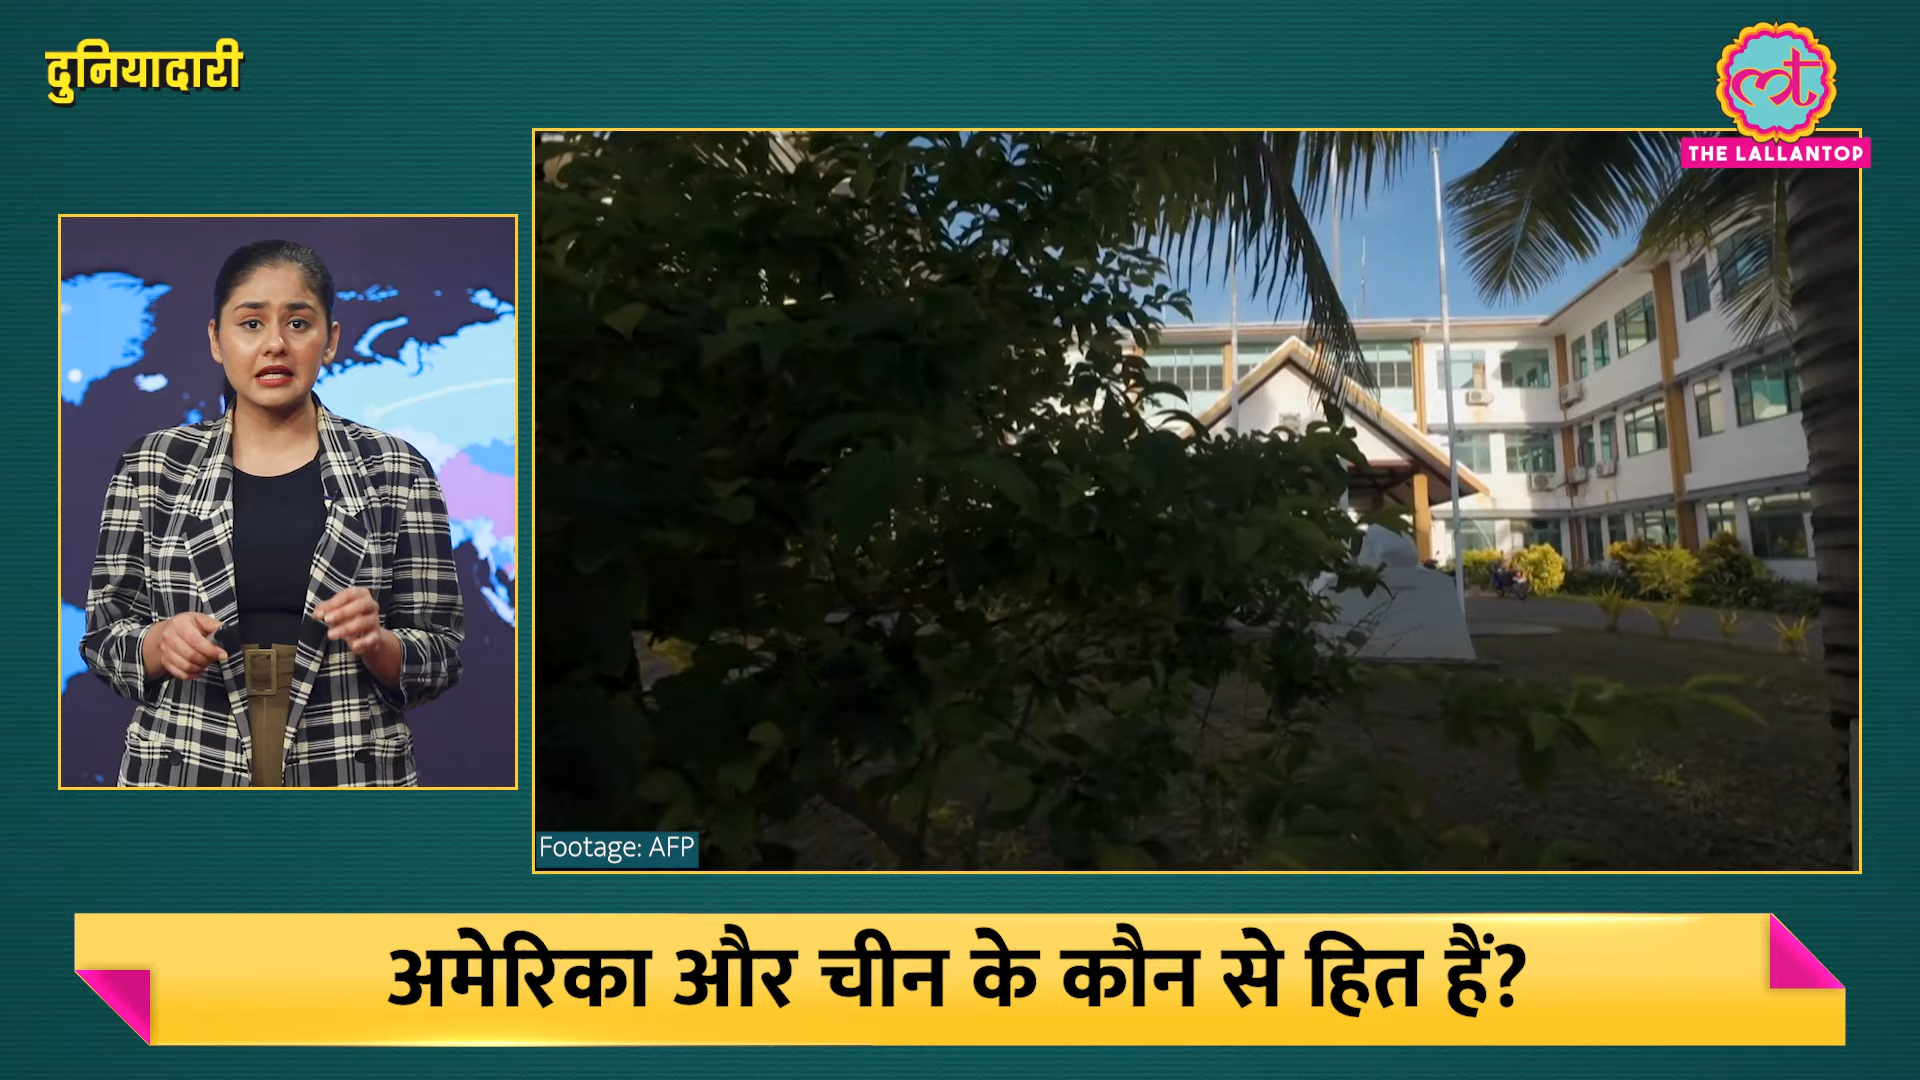 दुनियादारी
THE LALLANTOP
Footage: AFP
अमेरिका और चीन के कौन से हित हैं?